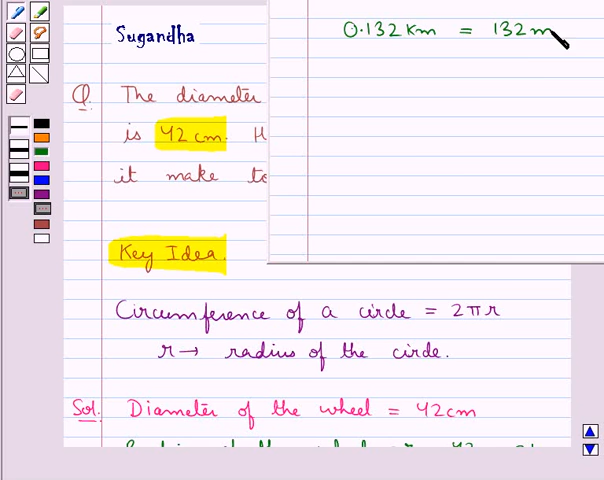 Sugandha
0.132 Km = 132 m
Q. The diameter
is 42 cm. H
it make to
Key Idea.
Circumference of a circle = 2πr
r → radius of the circle.
Sol. Diameter of the wheel = 42 cm